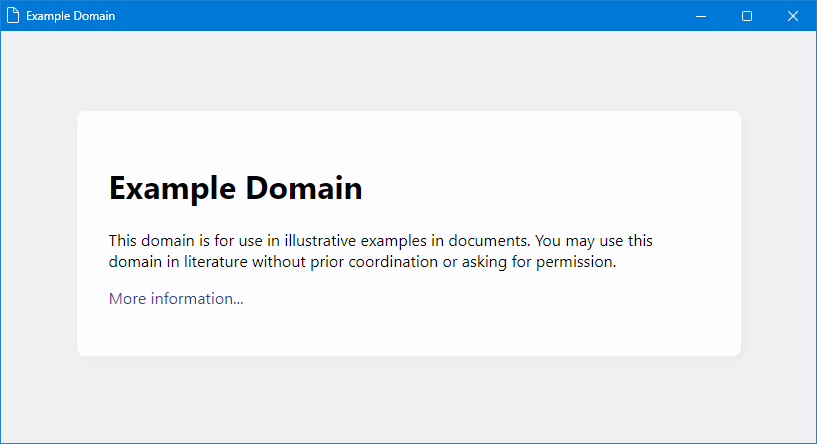 Example Domain
Example Domain
This domain is for use in illustrative examples in documents. You may use this
domain in literature without prior coordination or asking for permission.
More information...